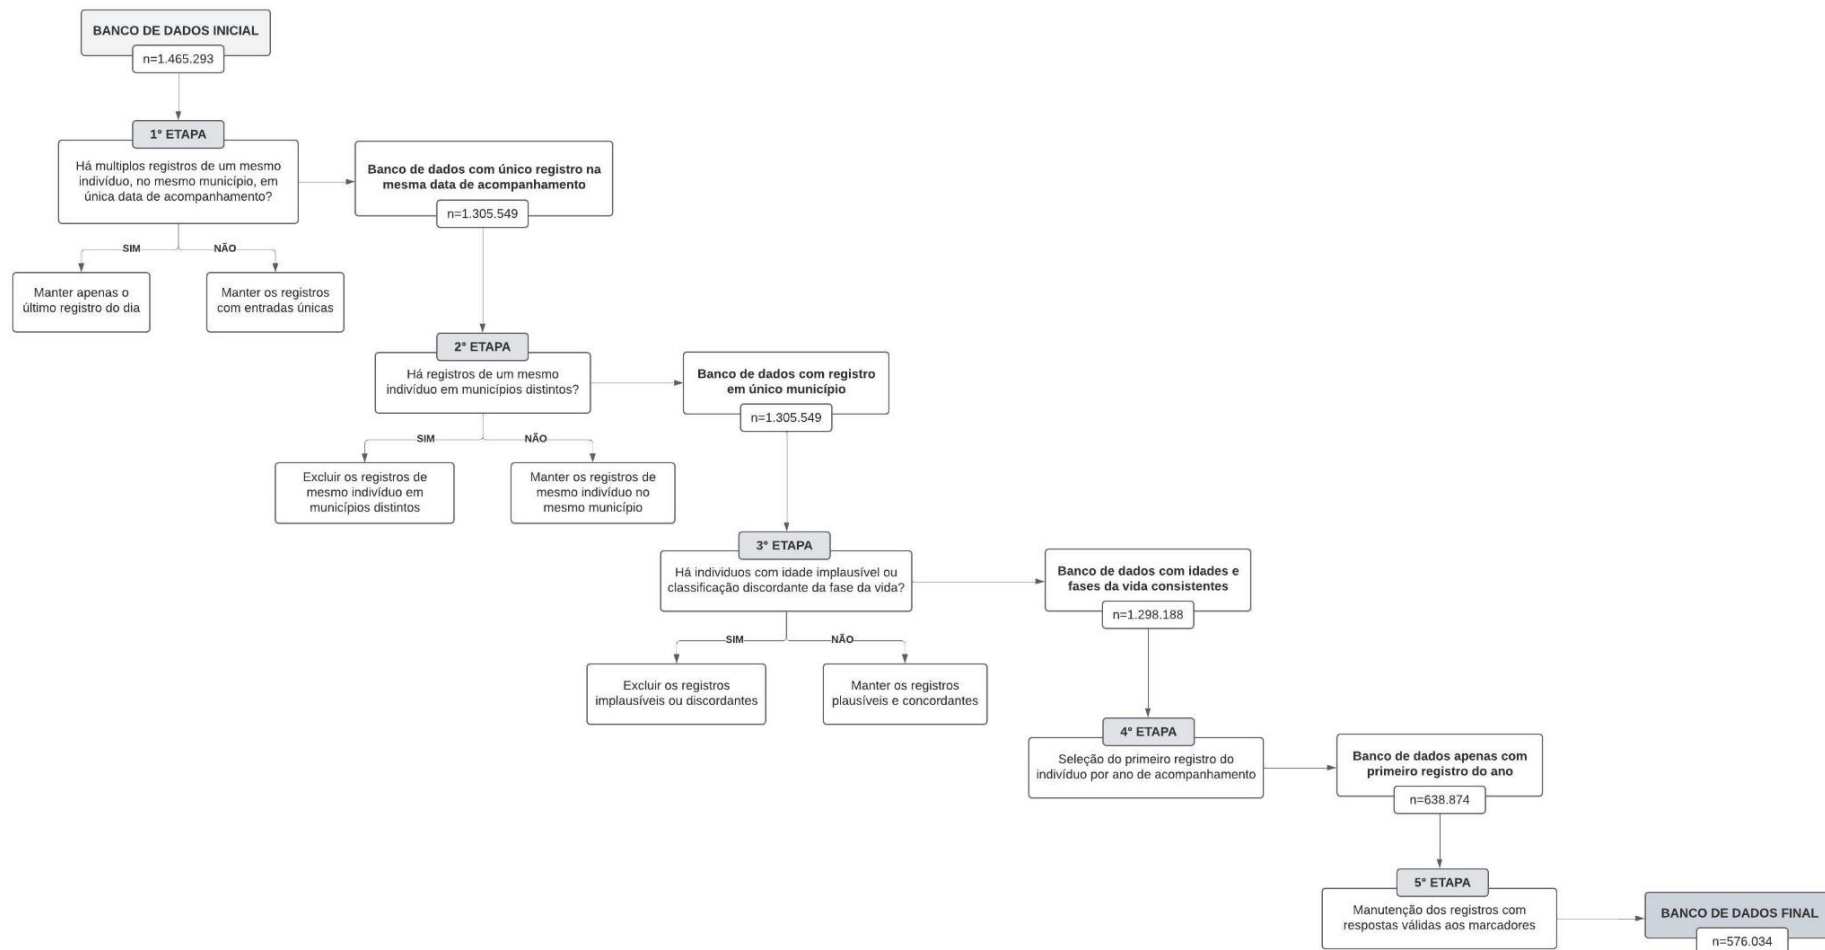 BANCO DE DADOS INICIAL
n=1.465.293
1° ETAPA
Há multiplos registros de um mesmo
indivíduo, no mesmo município, em
única data de acompanhamento?
SIM
NÃO
Manter apenas o
último registro do dia
Manter os registros
com entradas únicas
Banco de dados com único registro na
mesma data de acompanhamento
n=1.305.549
2° ETAPA
Há registros de um mesmo
indivíduo em municípios distintos?
SIM
NÃO
Excluir os registros de
mesmo indivíduo em
municípios distintos
Manter os registros de
mesmo indivíduo no
mesmo município
Banco de dados com registro
em único município
n=1.305.549
3° ETAPA
Há individuos com idade implausível ou
classificação discordante da fase da vida?
SIM
NÃO
Excluir os registros
implausíveis ou discordantes
Manter os registros
plausíveis e concordantes
Banco de dados com idades e
fases da vida consistentes
n=1.298.188
4° ETAPA
Seleção do primeiro registro do
indivíduo por ano de acompanhamento
Banco de dados apenas com
primeiro registro do ano
n=638.874
5° ETAPA
Manutenção dos registros com
respostas válidas aos marcadores
BANCO DE DADOS FINAL
n=576.034